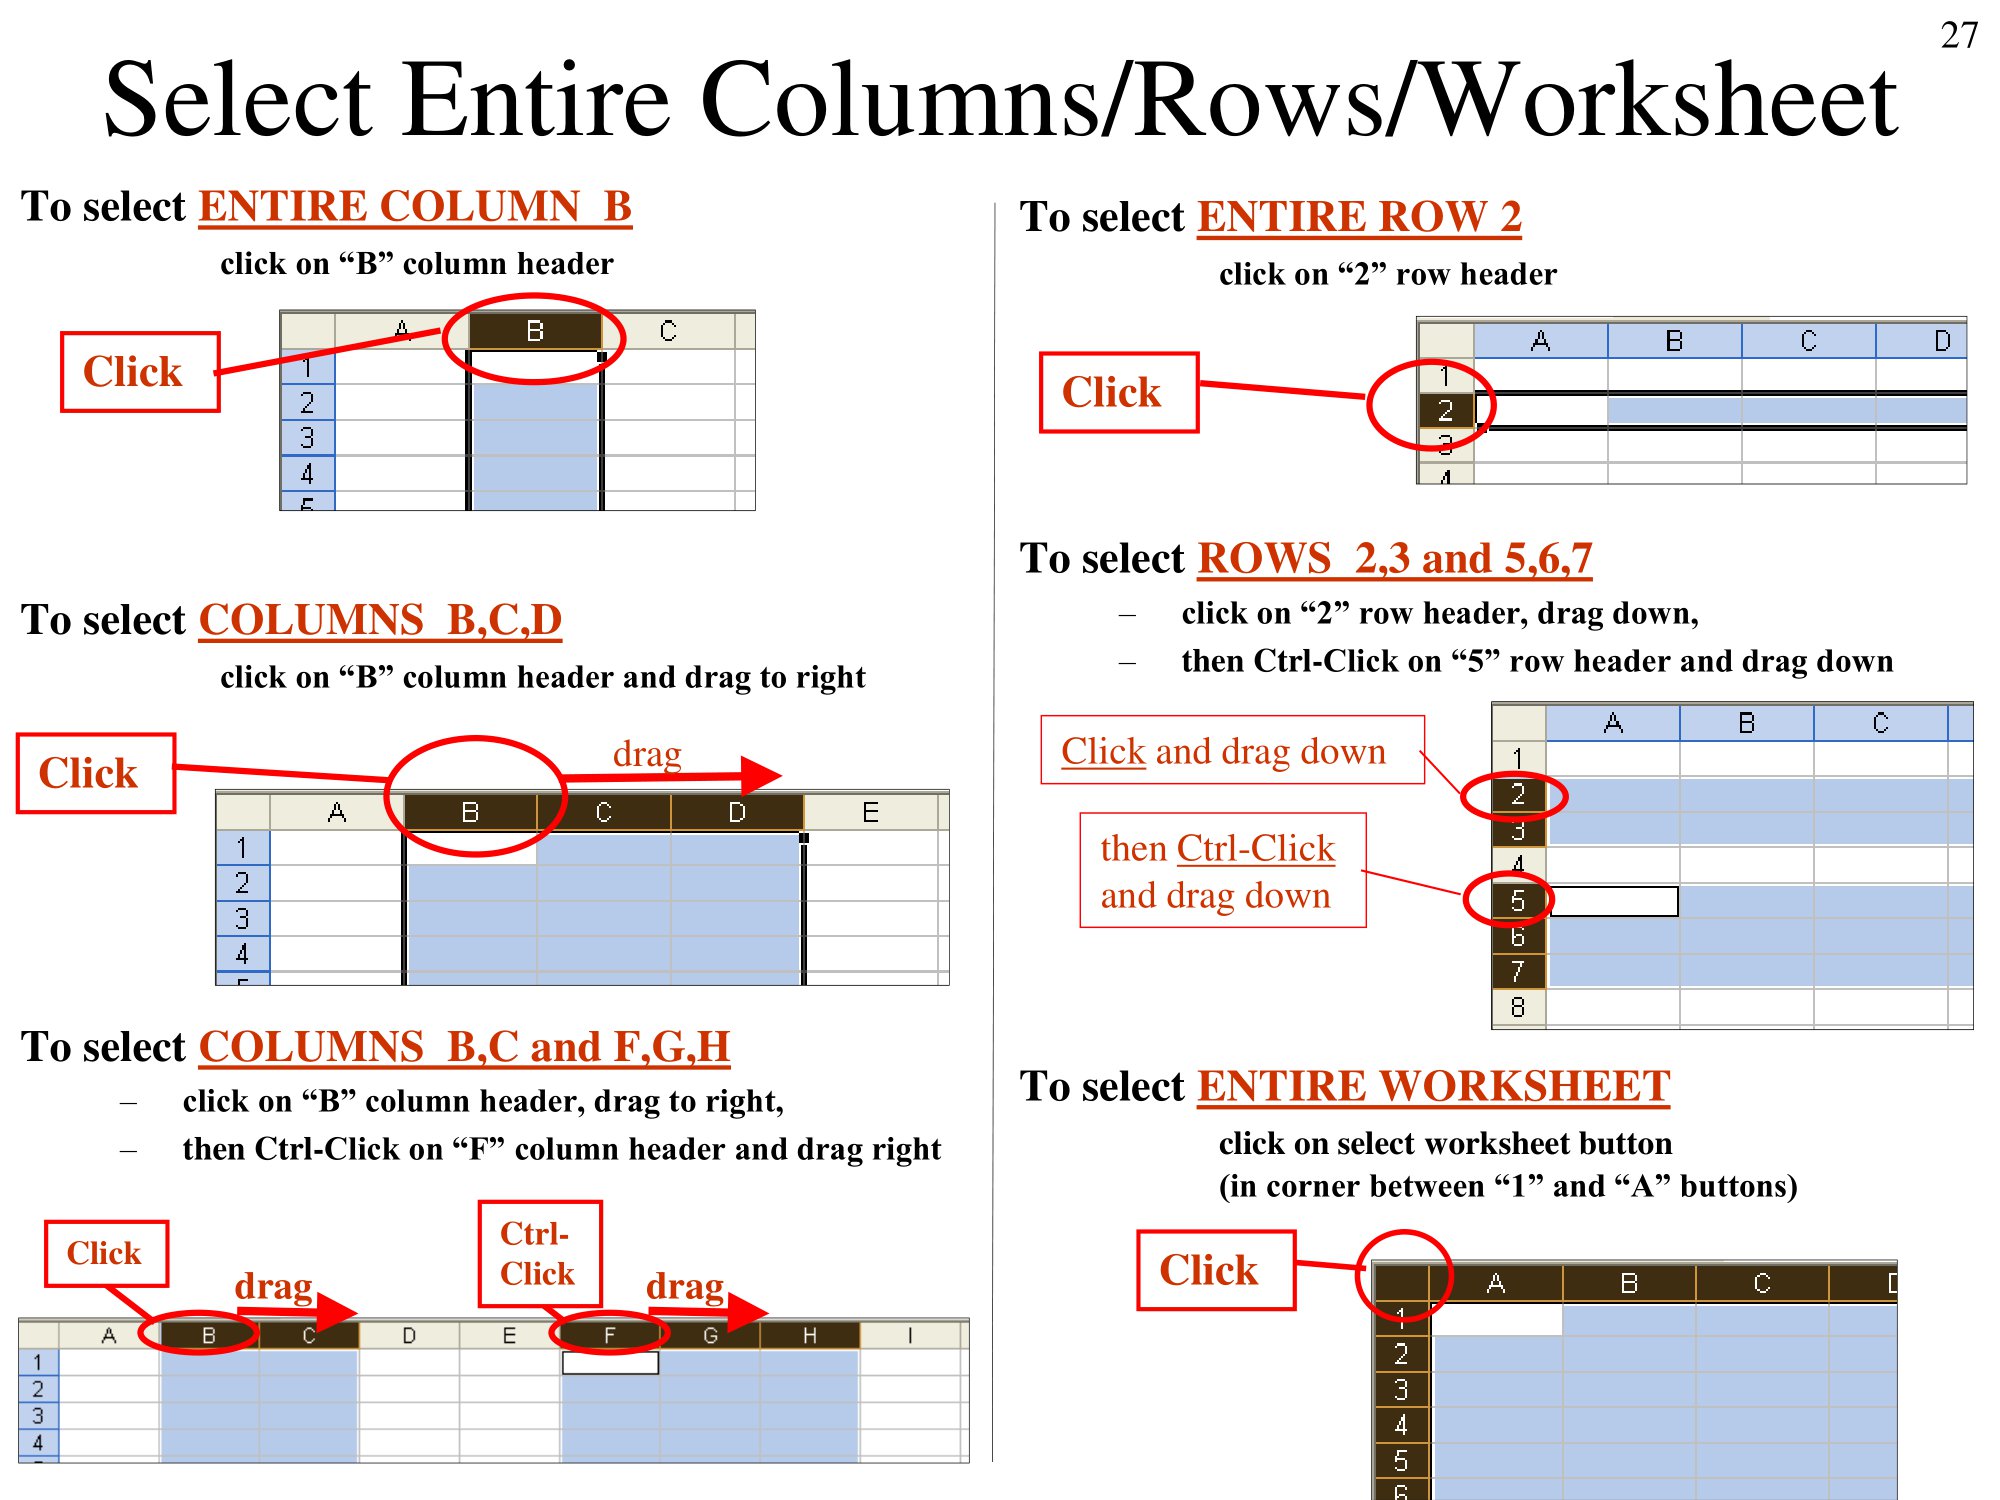 27
Select Entire Columns/Rows/Worksheet
To select ENTIRE COLUMN  B
click on “B” column header
Click
A B C
1
2
3
4
5
To select COLUMNS  B,C,D
click on “B” column header and drag to right
Click
drag
A B C D E
1
2
3
4
To select COLUMNS  B,C and F,G,H
– click on “B” column header, drag to right,
– then Ctrl-Click on “F” column header and drag right
Click
drag
Ctrl-
Click
drag
A B C D E F G H I
1
2
3
4
To select ENTIRE ROW 2
click on “2” row header
Click
A B C D
1
2
3
4
To select ROWS  2,3 and 5,6,7
– click on “2” row header, drag down,
– then Ctrl-Click on “5” row header and drag down
Click and drag down
then Ctrl-Click
and drag down
A B C
1
2
3
4
5
6
7
8
To select ENTIRE WORKSHEET
click on select worksheet button
(in corner between “1” and “A” buttons)
Click
A B C
1
2
3
4
5
6